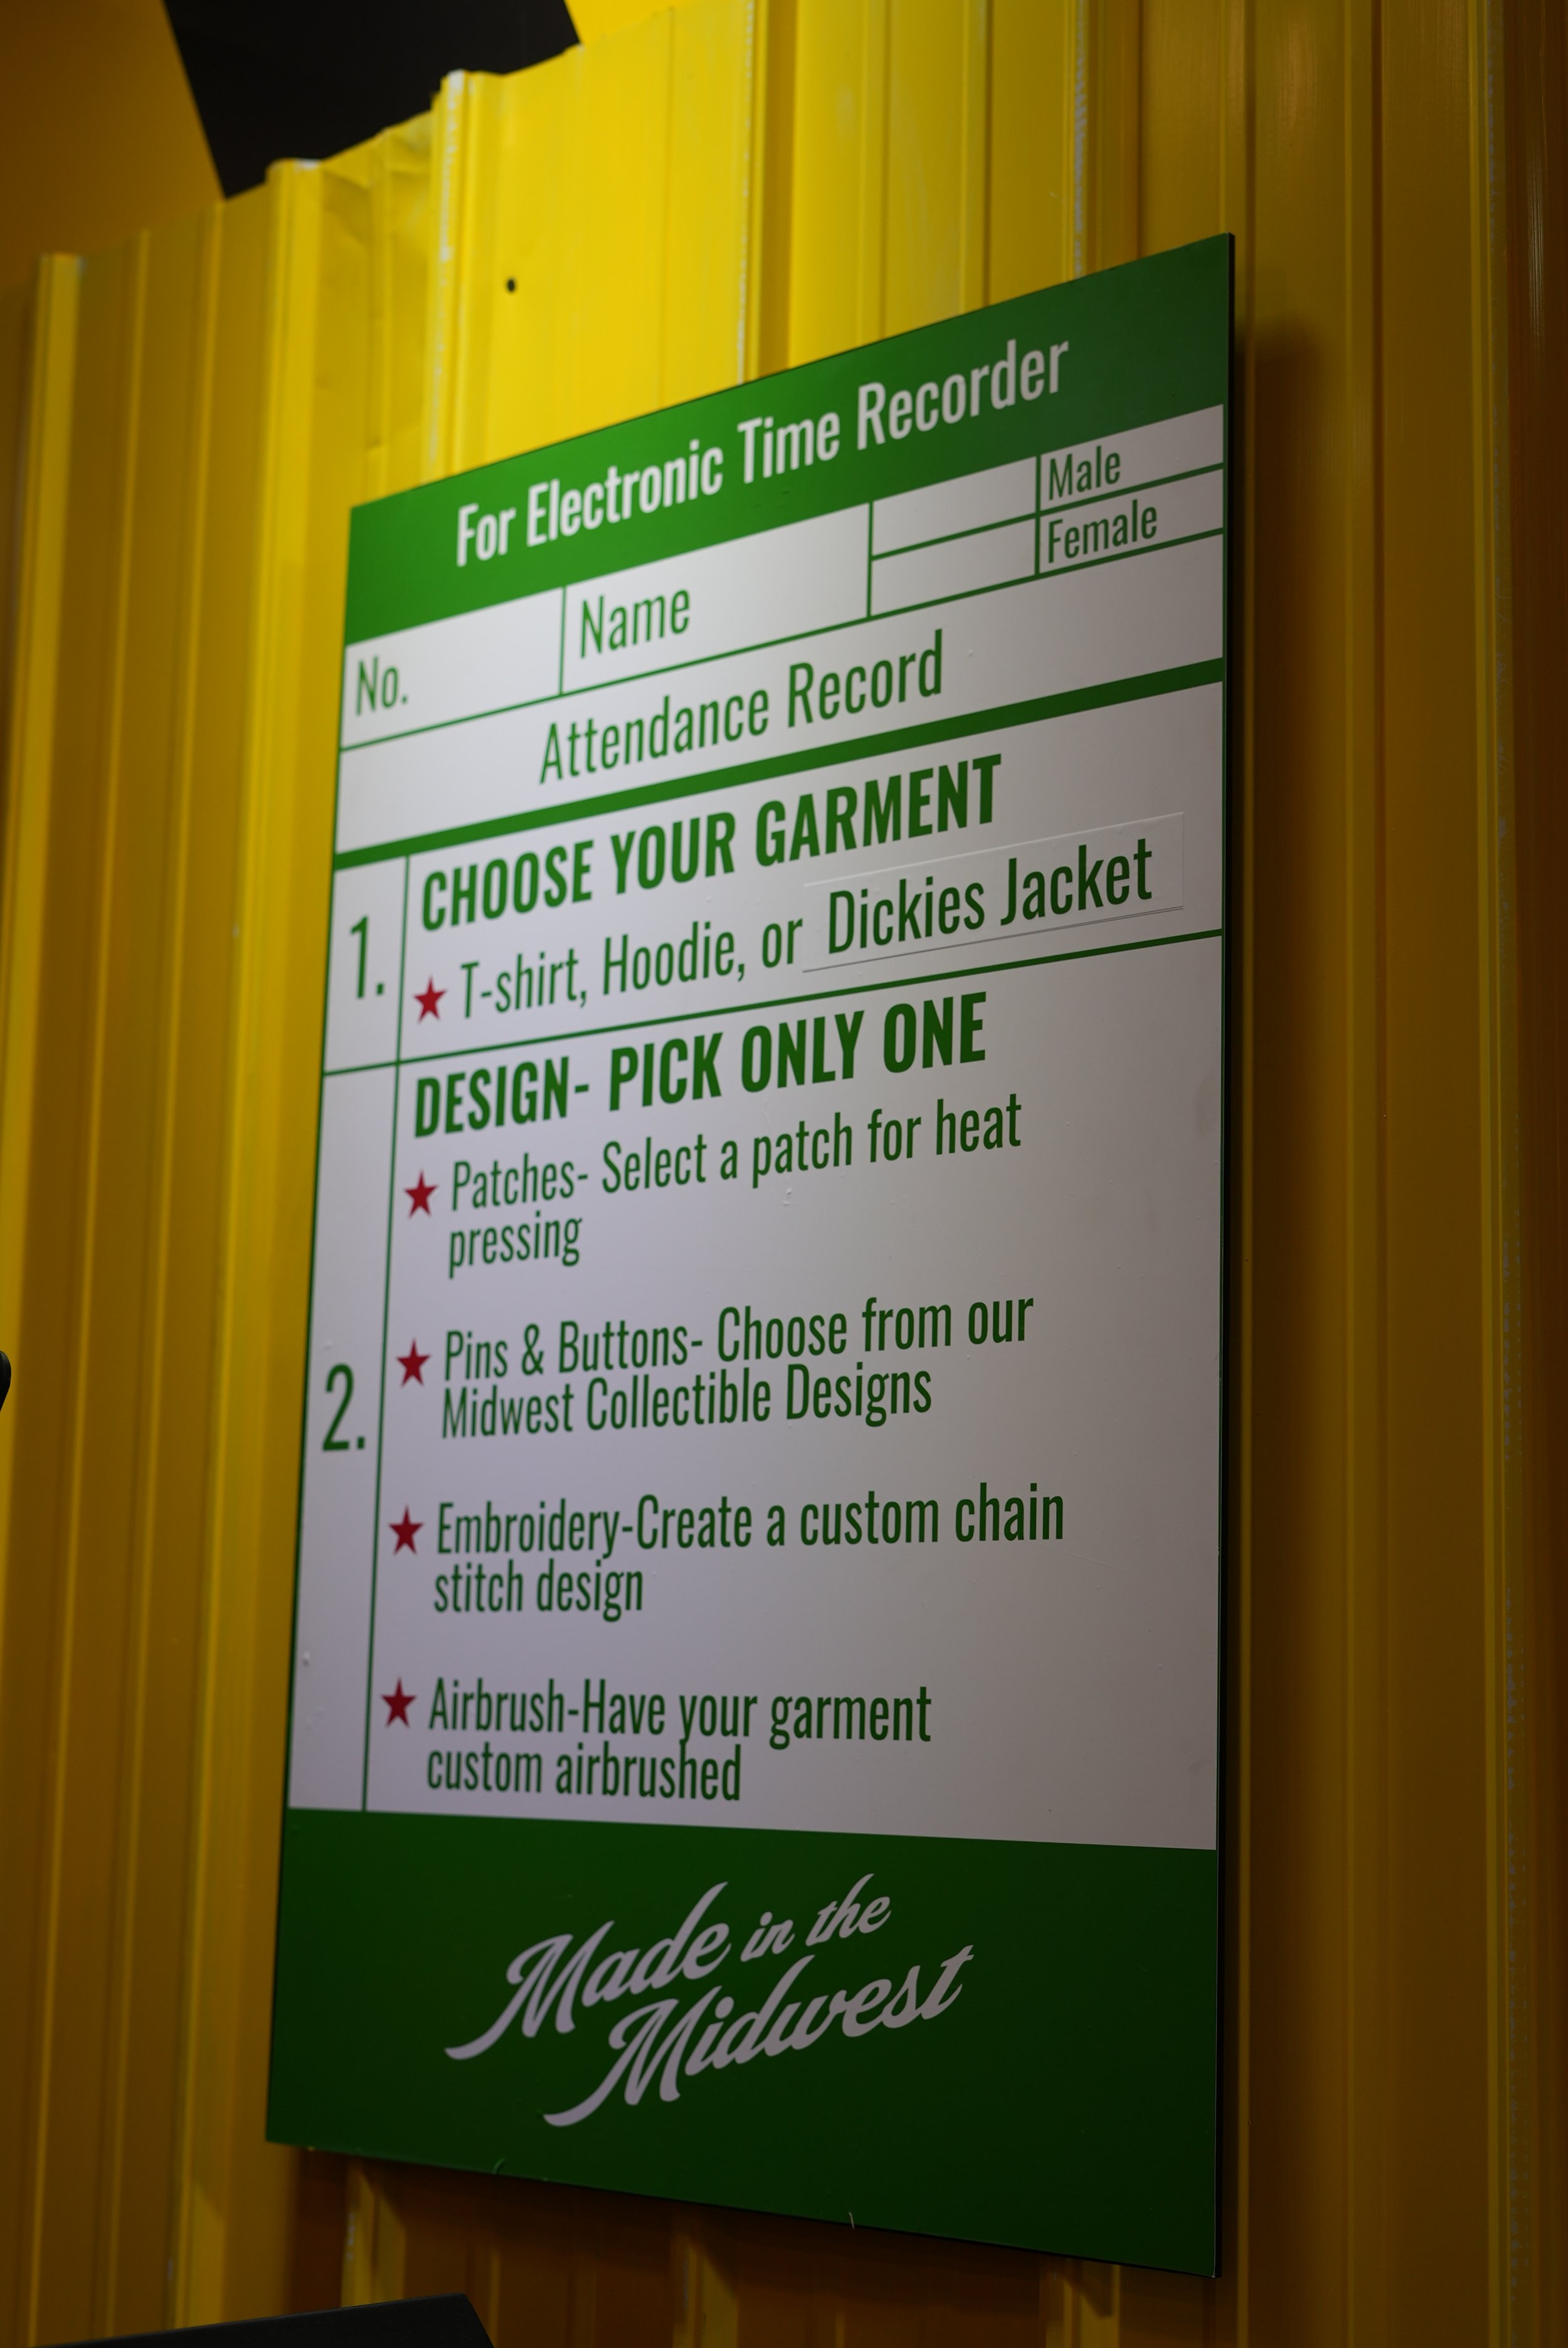 For Electronic Time Recorder
No.
Name
Male
Female
Attendance Record
1.
CHOOSE YOUR GARMENT
★ T-shirt, Hoodie, or Dickies Jacket
2.
DESIGN- PICK ONLY ONE
★ Patches- Select a patch for heat
pressing
★ Pins & Buttons- Choose from our
Midwest Collectible Designs
★ Embroidery-Create a custom chain
stitch design
★ Airbrush-Have your garment
custom airbrushed
Made in the
Midwest